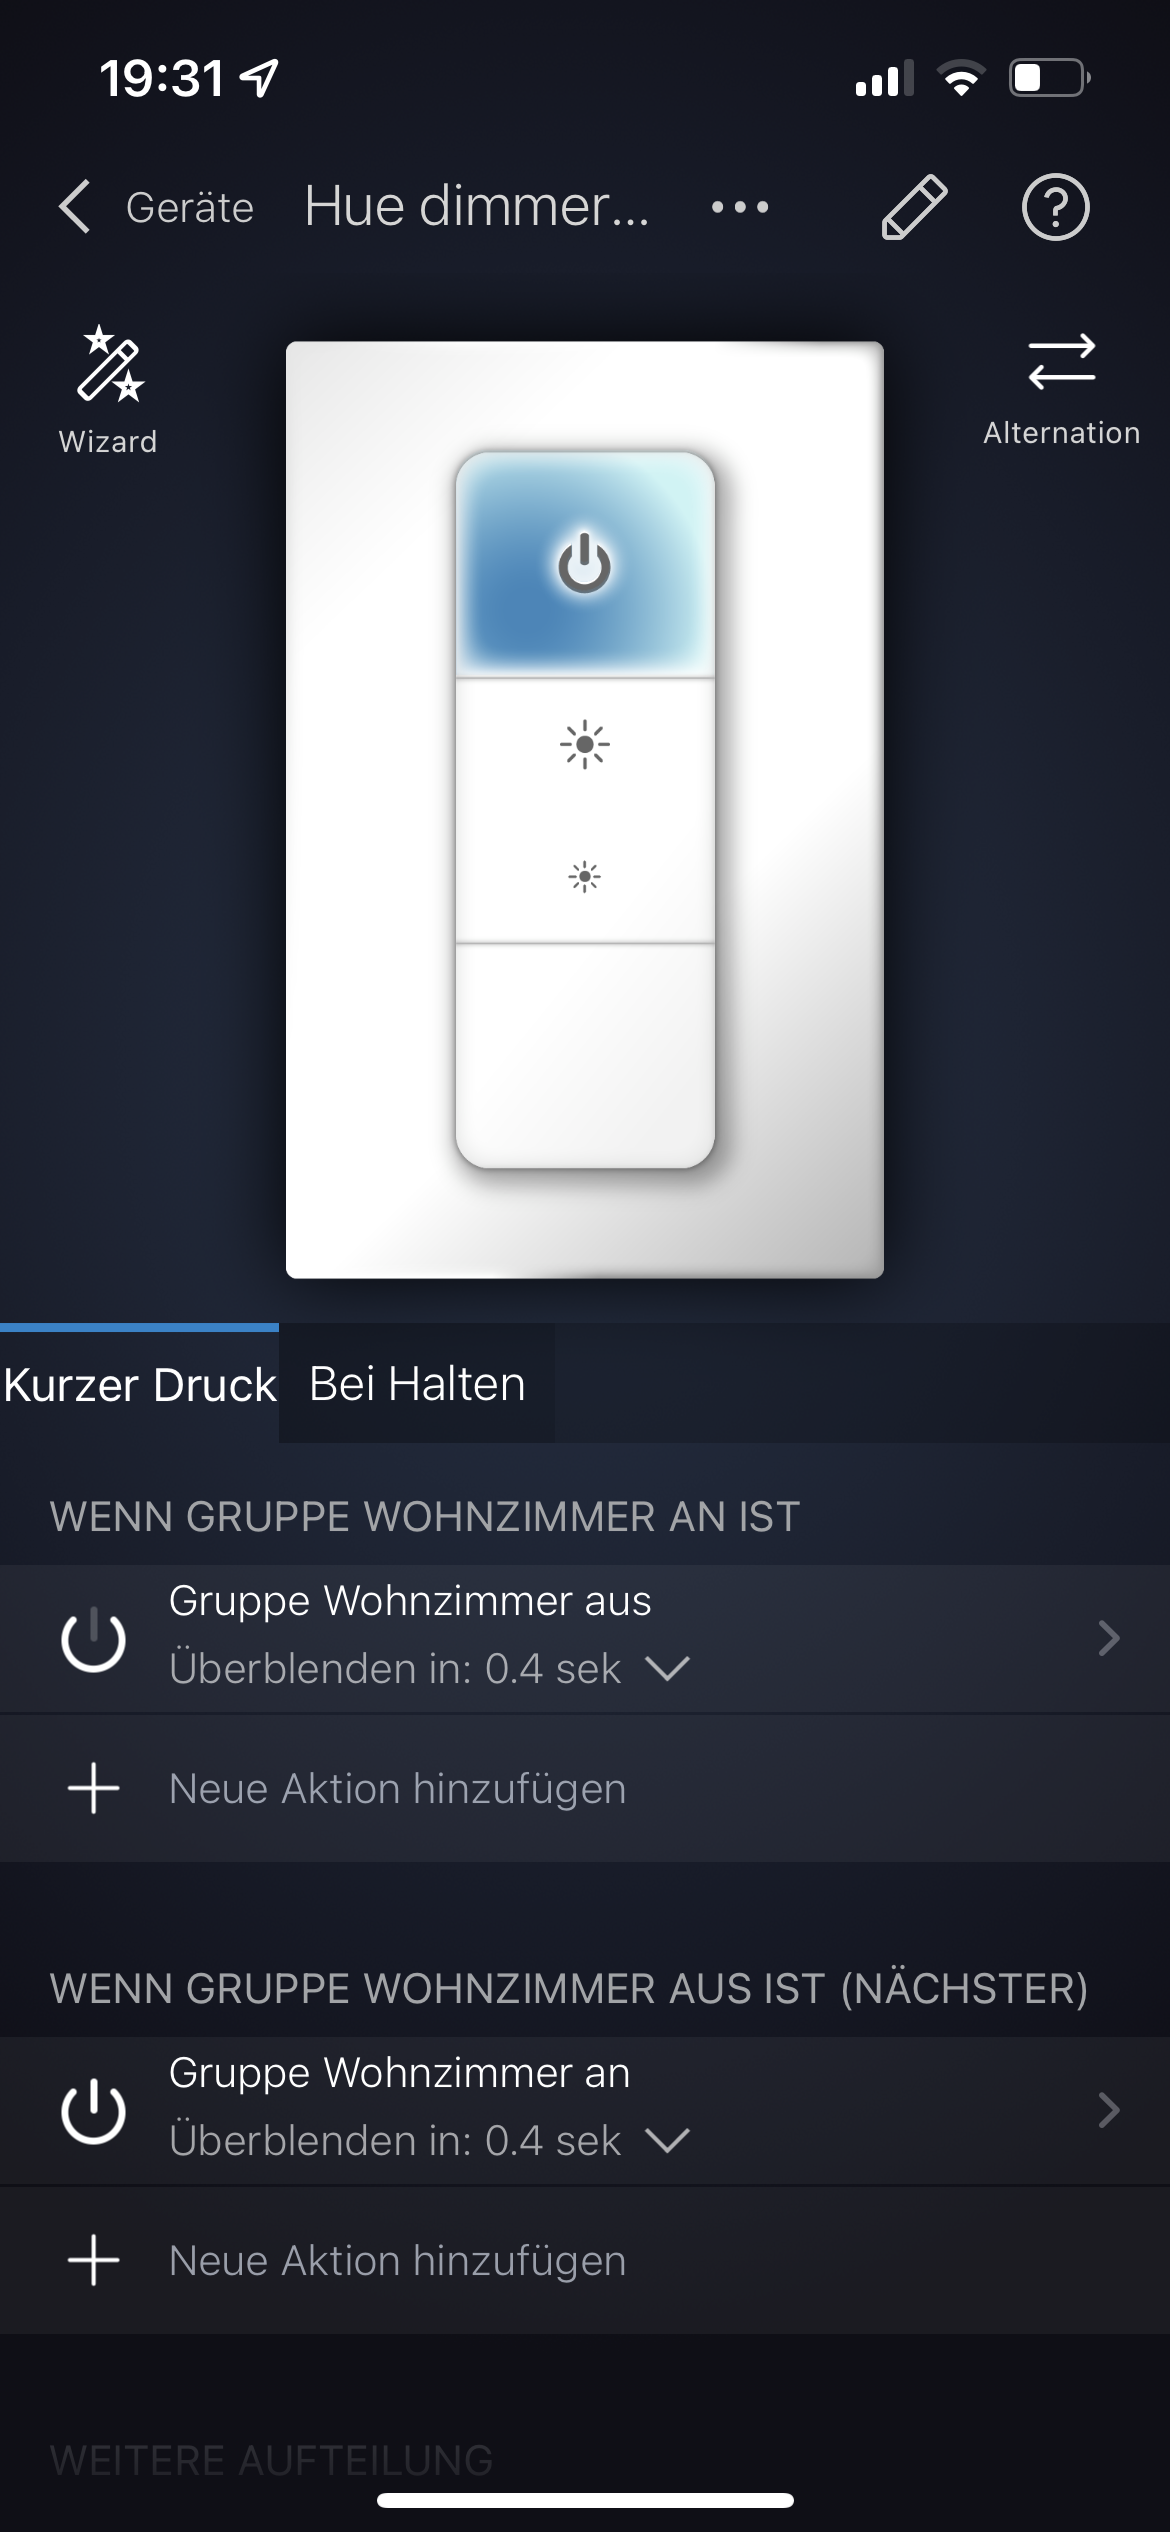 19:31
Geräte Hue dimmer...
Wizard
Alternation
Kurzer Druck Bei Halten
WENN GRUPPE WOHNZIMMER AN IST
Gruppe Wohnzimmer aus
Überblenden in: 0.4 sek
Neue Aktion hinzufügen
WENN GRUPPE WOHNZIMMER AUS IST (NÄCHSTER)
Gruppe Wohnzimmer an
Überblenden in: 0.4 sek
Neue Aktion hinzufügen
WEITERE AUFTEILUNG